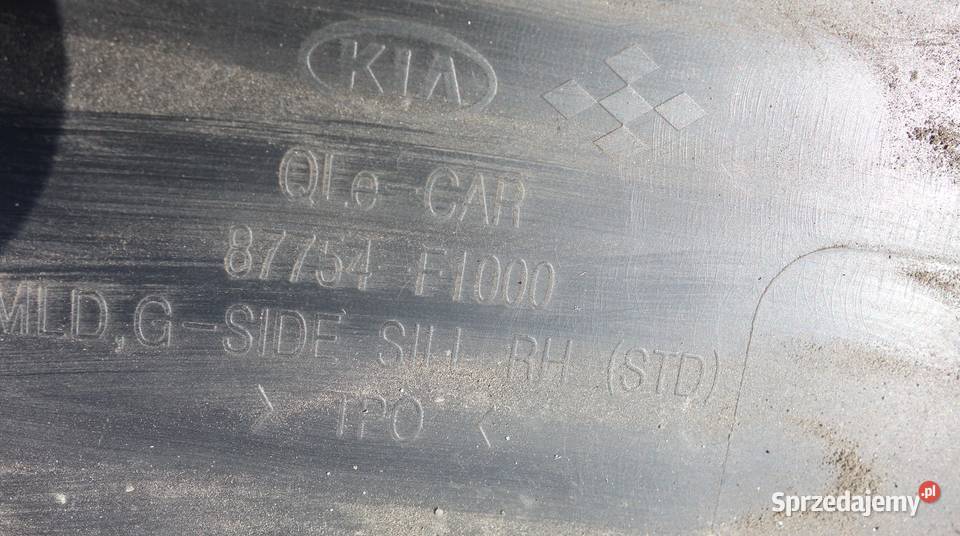 KIA
QLe-CAR
87754-F1000
MLD,G-SIDE SILL RH (STD)
> TPO <
Sprzedajemy.pl